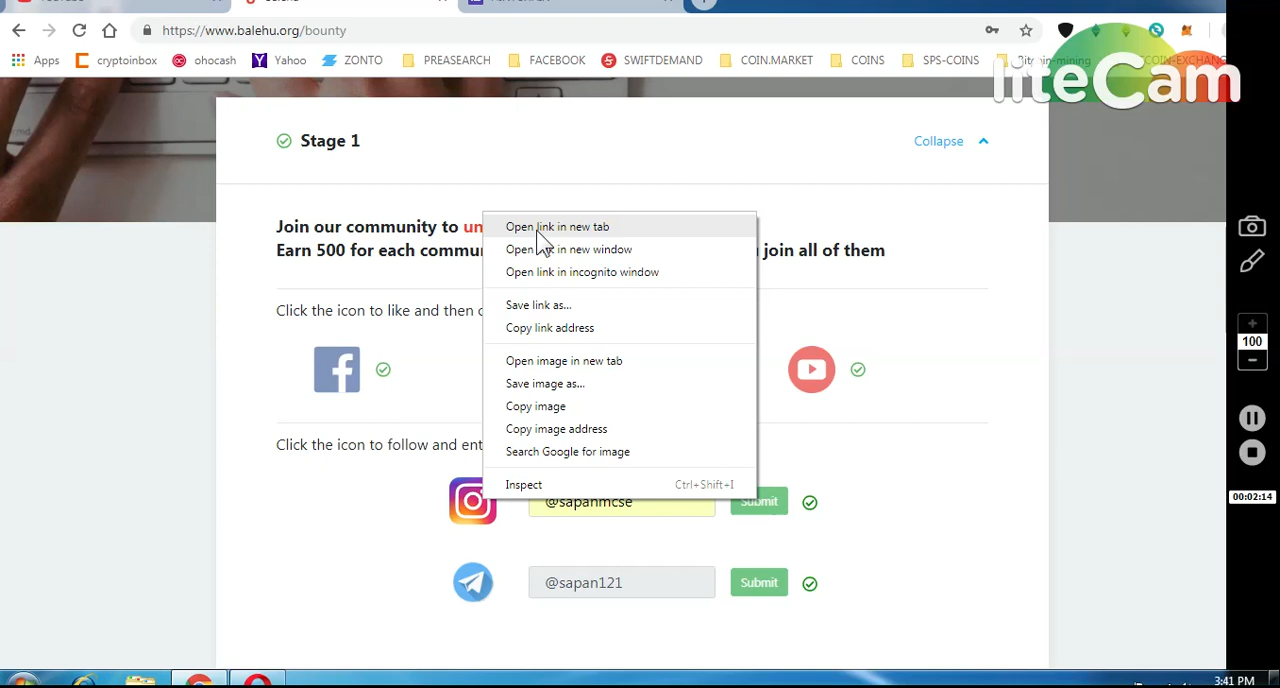 https://www.balehu.org/bounty
Apps cryptoinbox ohocash Yahoo ZONTO PREASEARCH FACEBOOK SWIFTDEMAND COIN.MARKET COINS SPS-COINS
liteCam
Stage 1
Collapse
Join our community to un
Open link in new tab
Earn 500 for each commu
join all of them
Open link in new window
Open link in incognito window
Save link as...
Click the icon to like and then c
Copy link address
Open image in new tab
Save image as...
Copy image
Copy image address
Click the icon to follow and ent
Search Google for image
Inspect Ctrl+Shift+I
@sapanmcse
Submit
@sapan121
Submit
100
00:02:14
3:41 PM